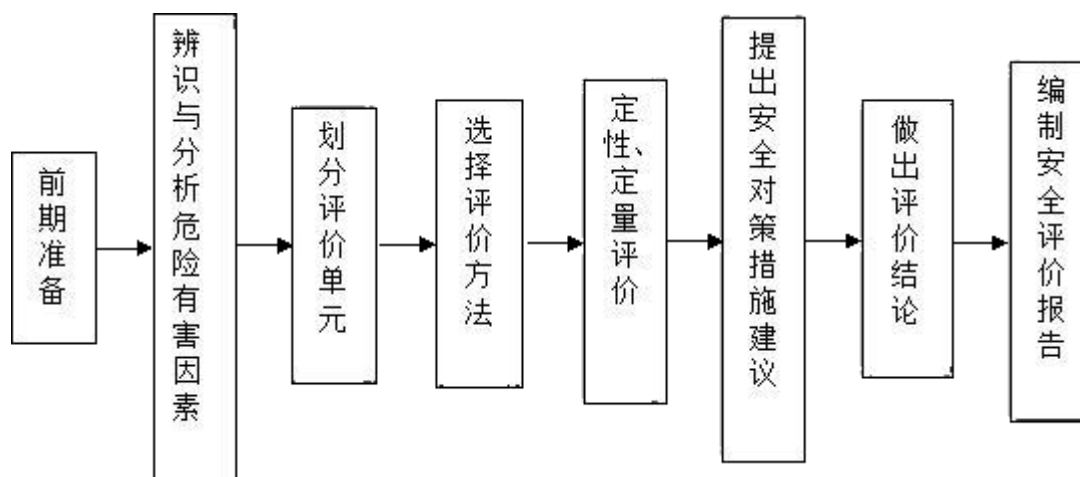 前期准备
辨识与分析危险有害因素
划分评价单元
选择评价方法
定性、定量评价
提出安全对策措施建议
做出评价结论
编制安全评价报告